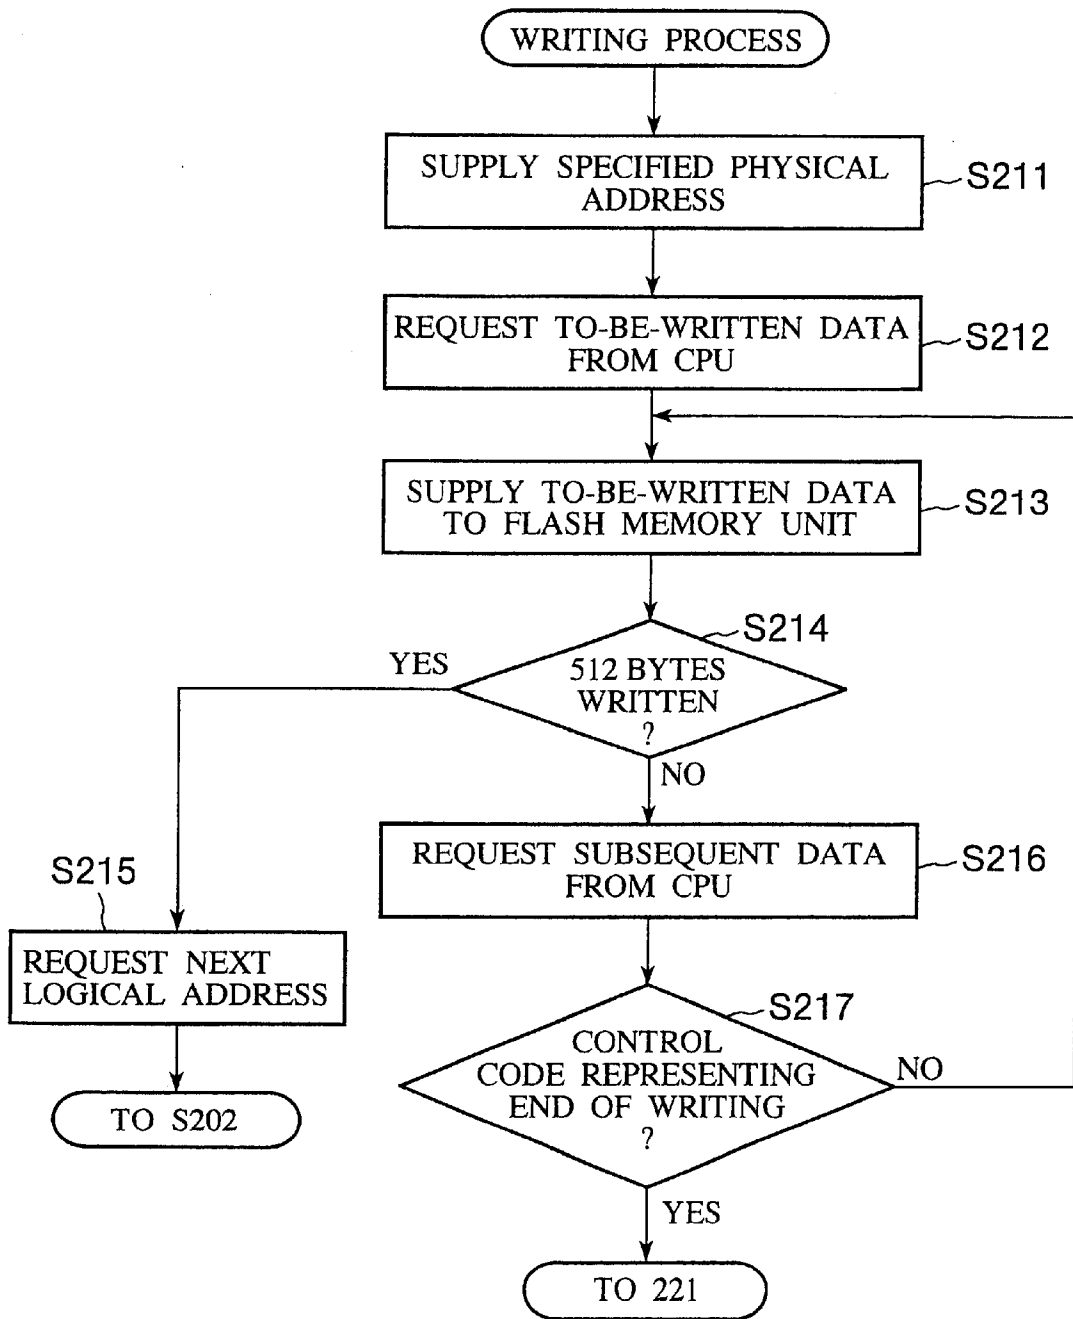 WRITING PROCESS
SUPPLY SPECIFIED PHYSICAL
ADDRESS
S211
REQUEST TO-BE-WRITTEN DATA
FROM CPU
S212
SUPPLY TO-BE-WRITTEN DATA
TO FLASH MEMORY UNIT
S213
S214
YES
512 BYTES
WRITTEN
?
NO
REQUEST SUBSEQUENT DATA
FROM CPU
S216
S215
REQUEST NEXT
LOGICAL ADDRESS
S217
CONTROL
CODE REPRESENTING
END OF WRITING
?
NO
TO S202
YES
TO 221